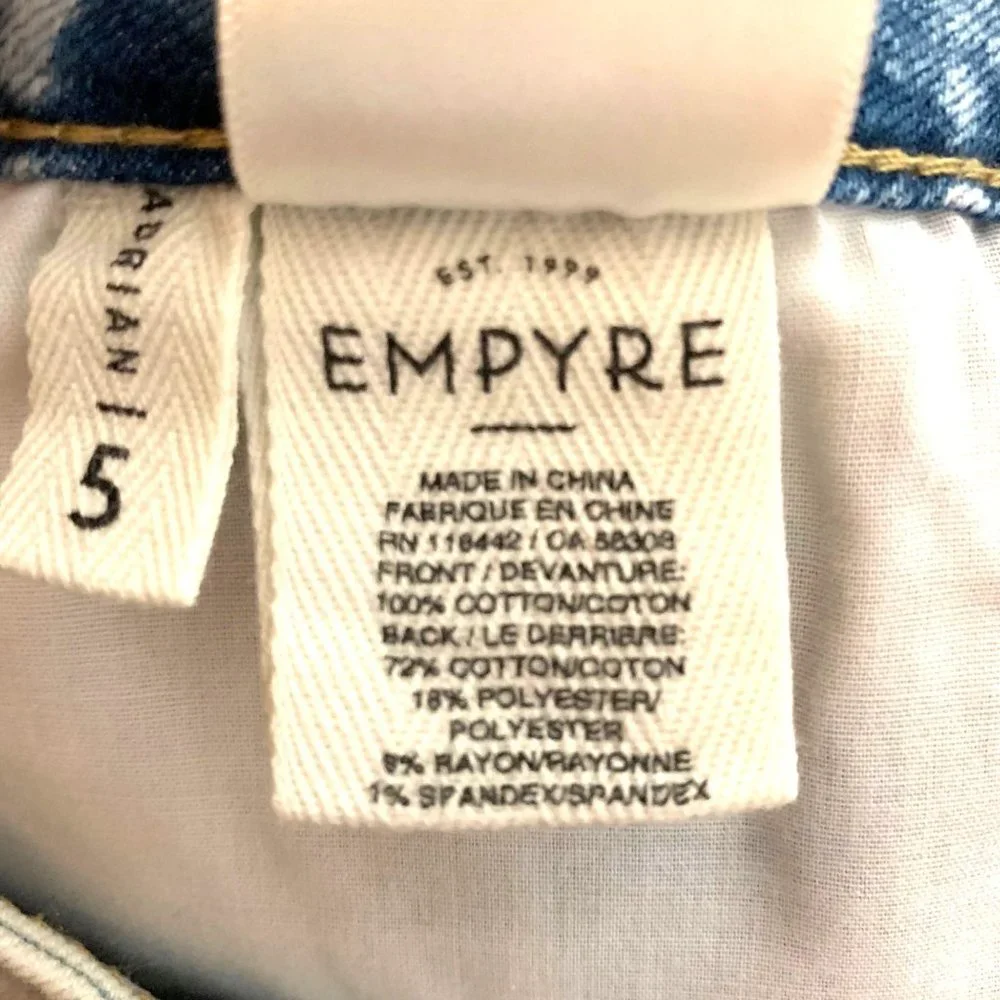 ADRIAN | 5
EST. 1999
EMPYRE
MADE IN CHINA
FABRIQUE EN CHINE
RN 116442 / CA 58308
FRONT / DEVANTURE:
100% COTTON/COTON
BACK / LE DERRIERE:
72% COTTON/COTON
18% POLYESTER/
POLYESTER
9% RAYON/RAYONNE
1% SPANDEX/SPANDEX